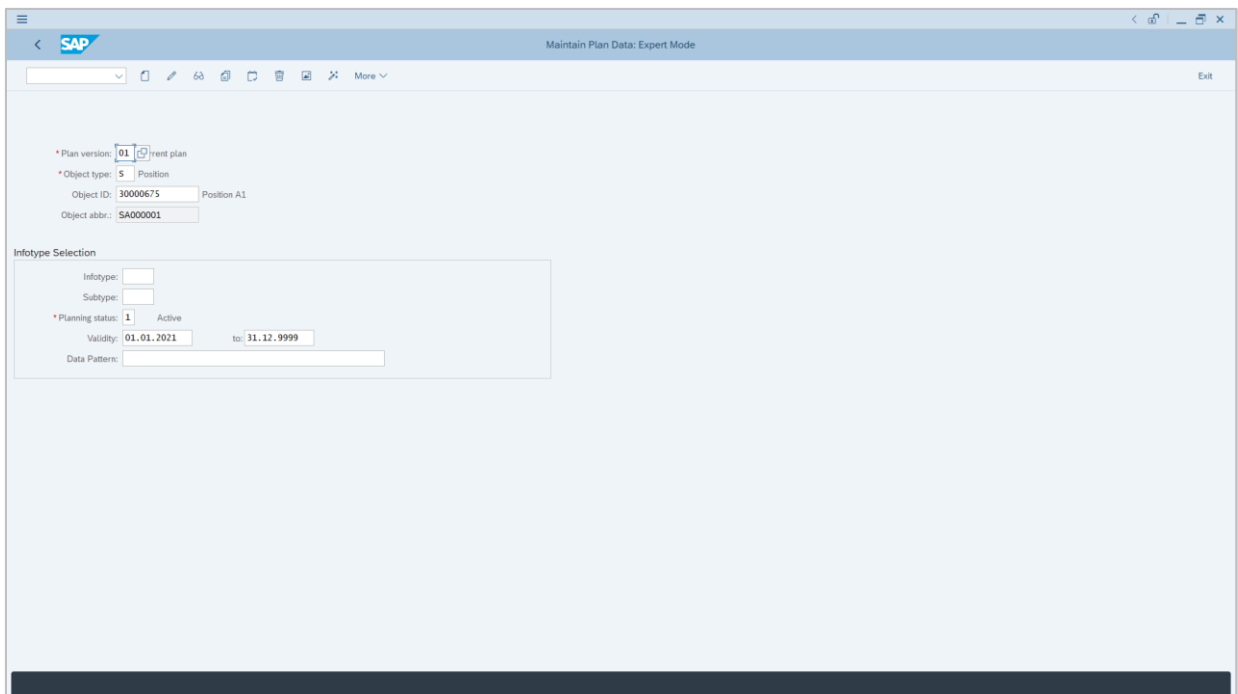 SAP
Maintain Plan Data: Expert Mode
More
Exit
* Plan version: 01 rrent plan
* Object type: S Position
Object ID: 30000675 Position A1
Object abbr.: SA000001
Infotype Selection
Infotype:
Subtype:
* Planning status: 1 Active
Validity: 01.01.2021 to: 31.12.9999
Data Pattern: